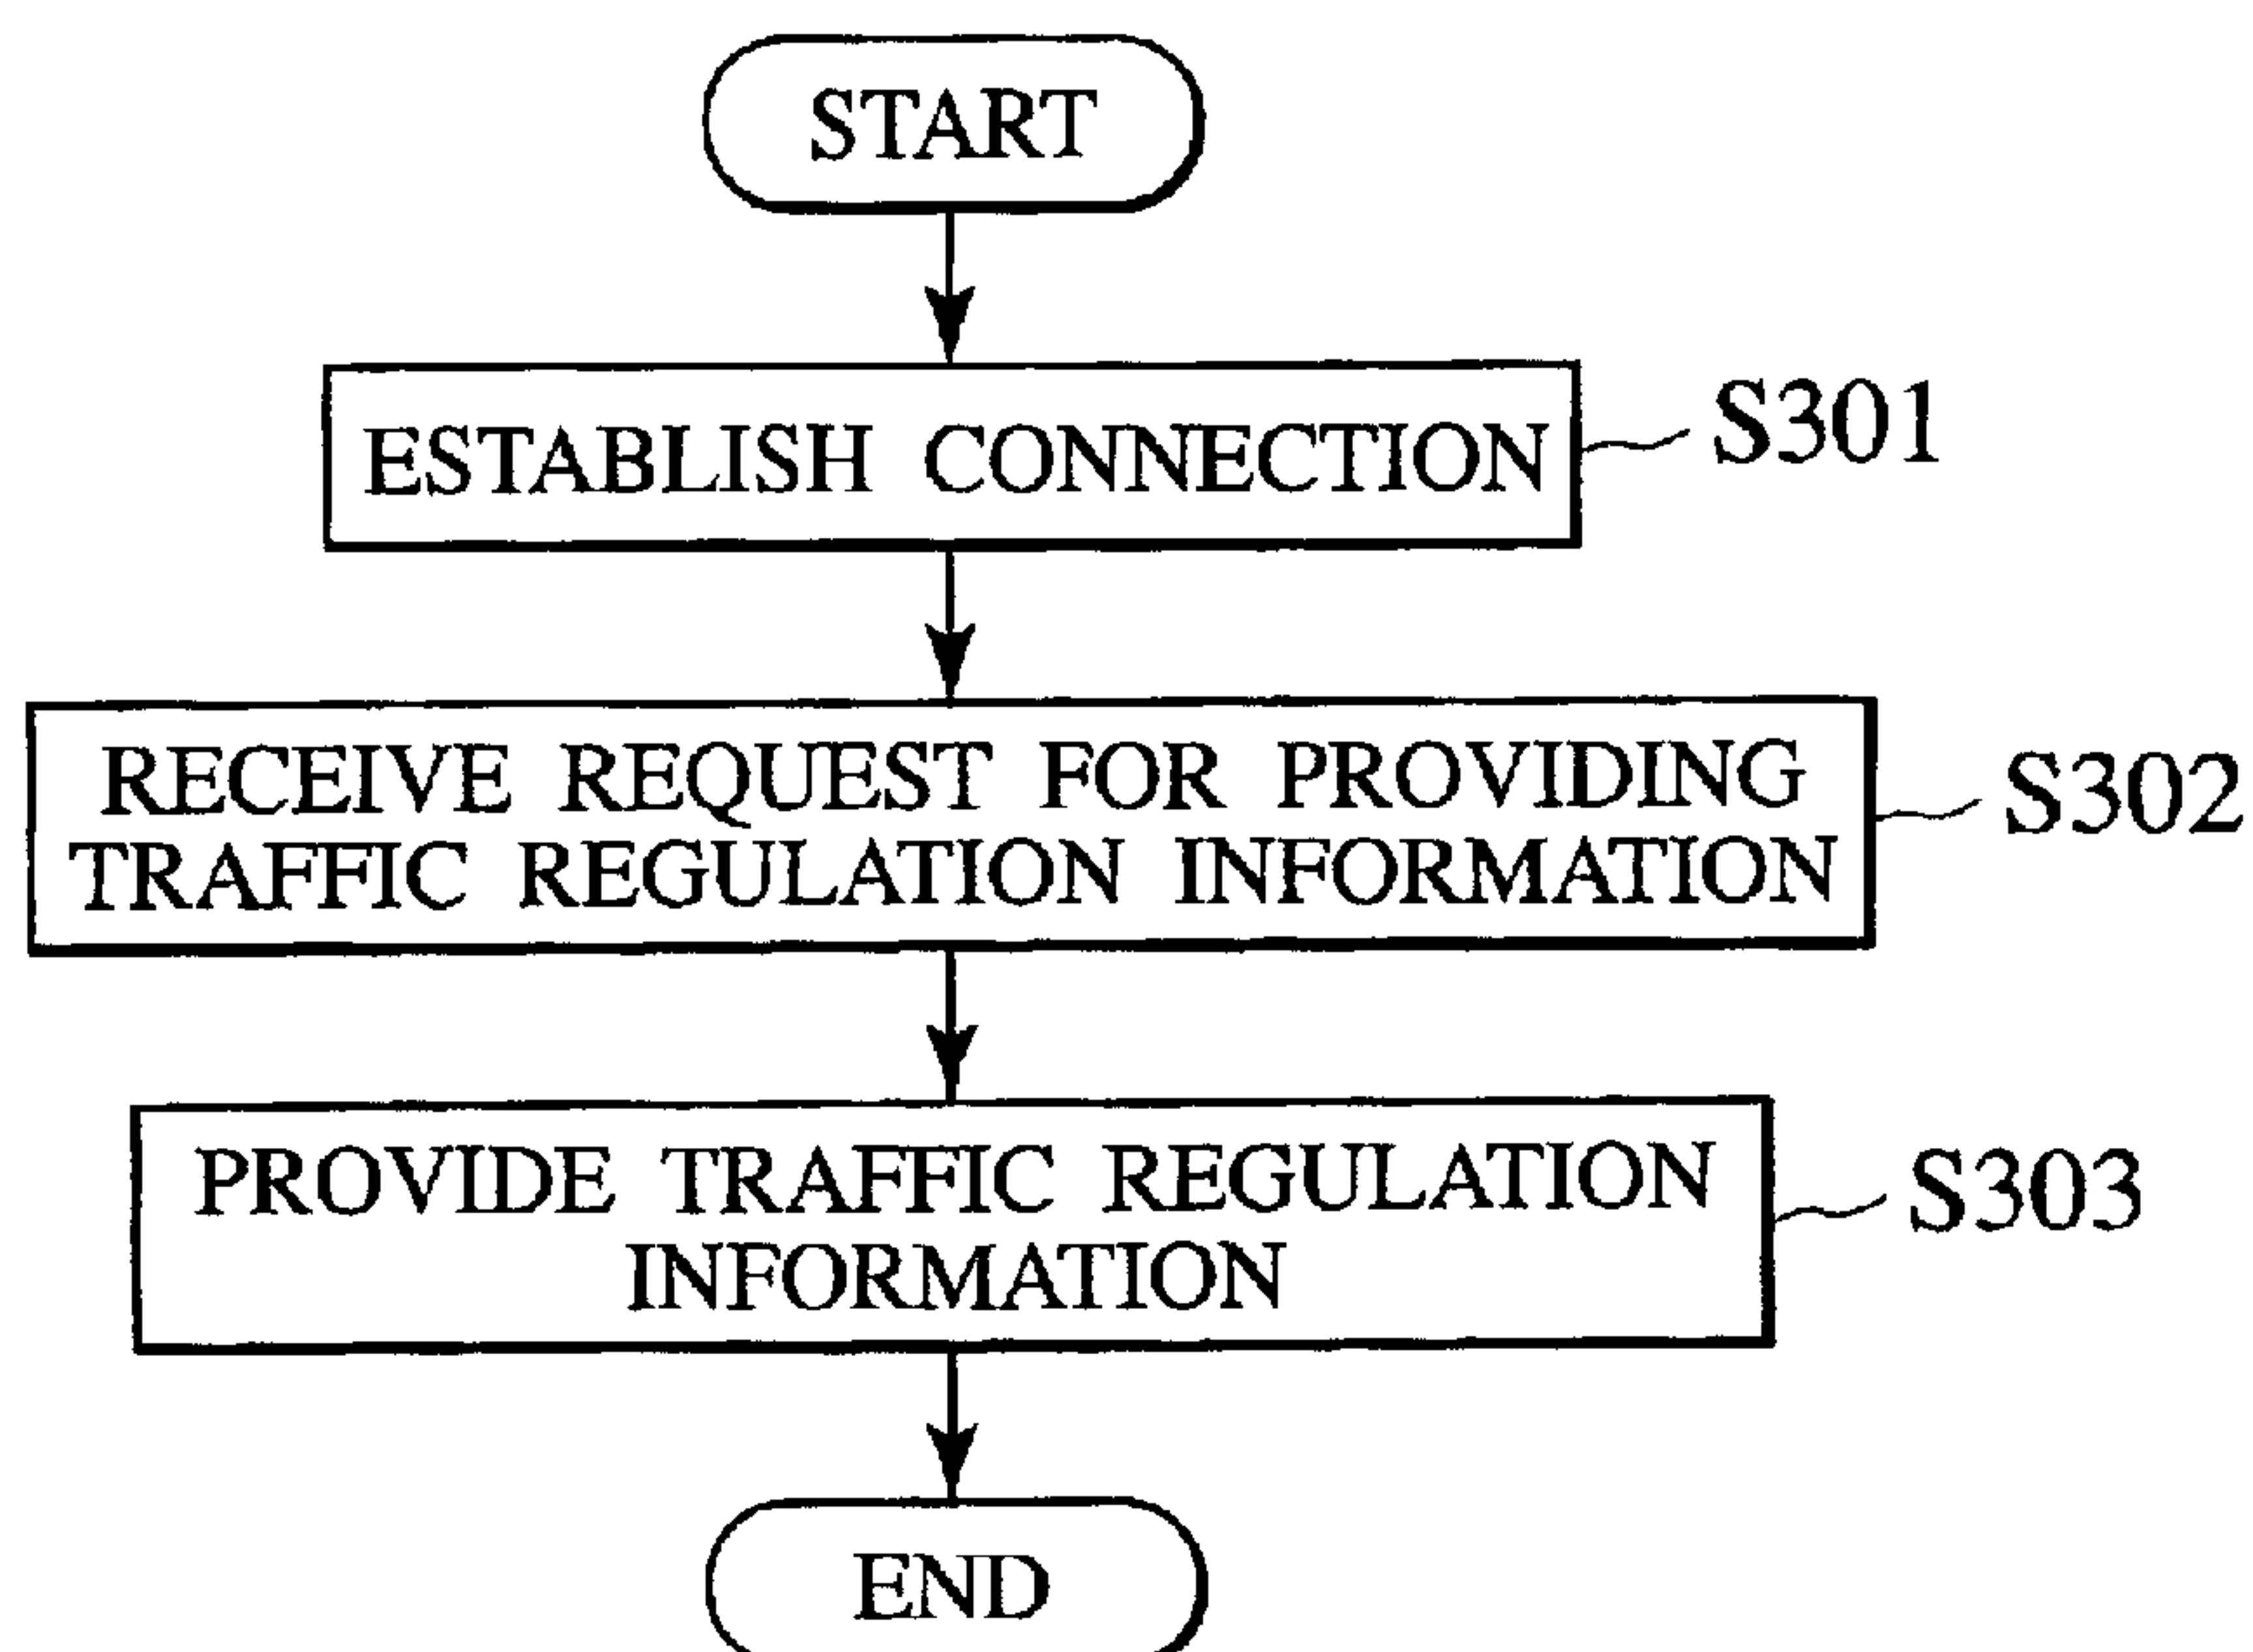 START
ESTABLISH CONNECTION
S301
RECEIVE REQUEST FOR PROVIDING
TRAFFIC REGULATION INFORMATION
S302
PROVIDE TRAFFIC REGULATION
INFORMATION
S303
END